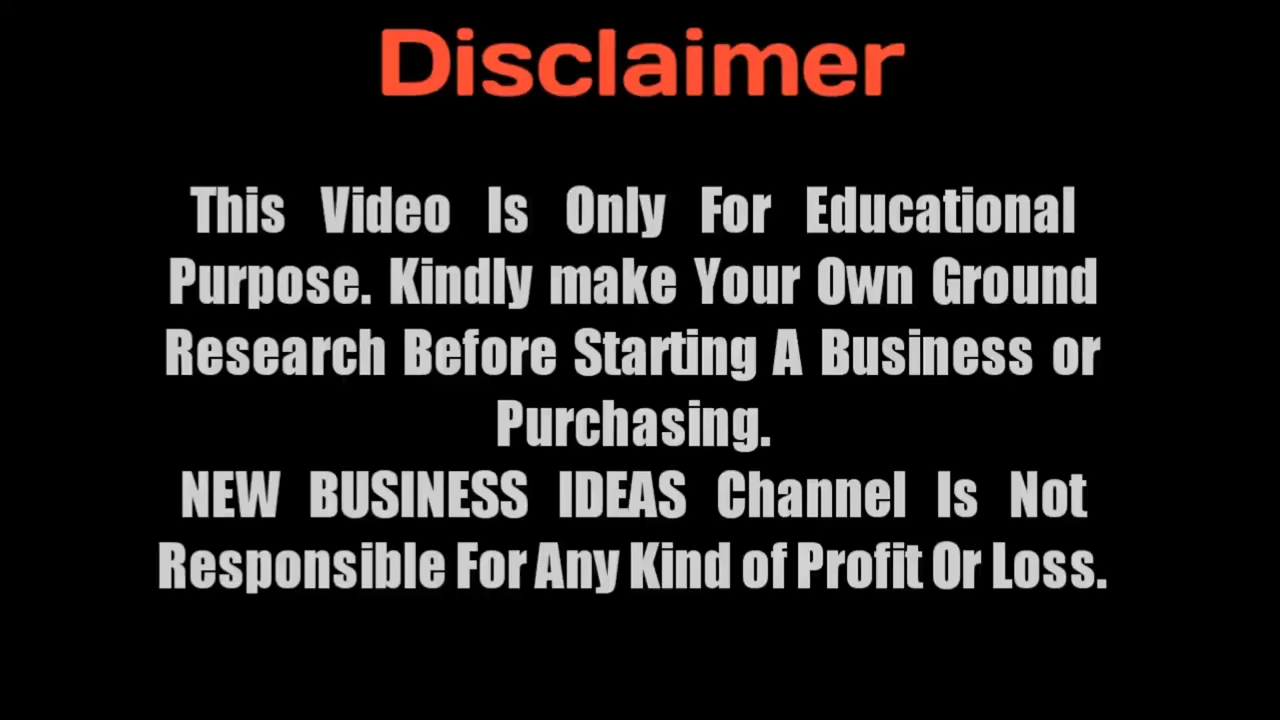 Disclaimer
This Video Is Only For Educational
Purpose. Kindly make Your Own Ground
Research Before Starting A Business or
Purchasing.
NEW BUSINESS IDEAS Channel Is Not
Responsible For Any Kind of Profit Or Loss.